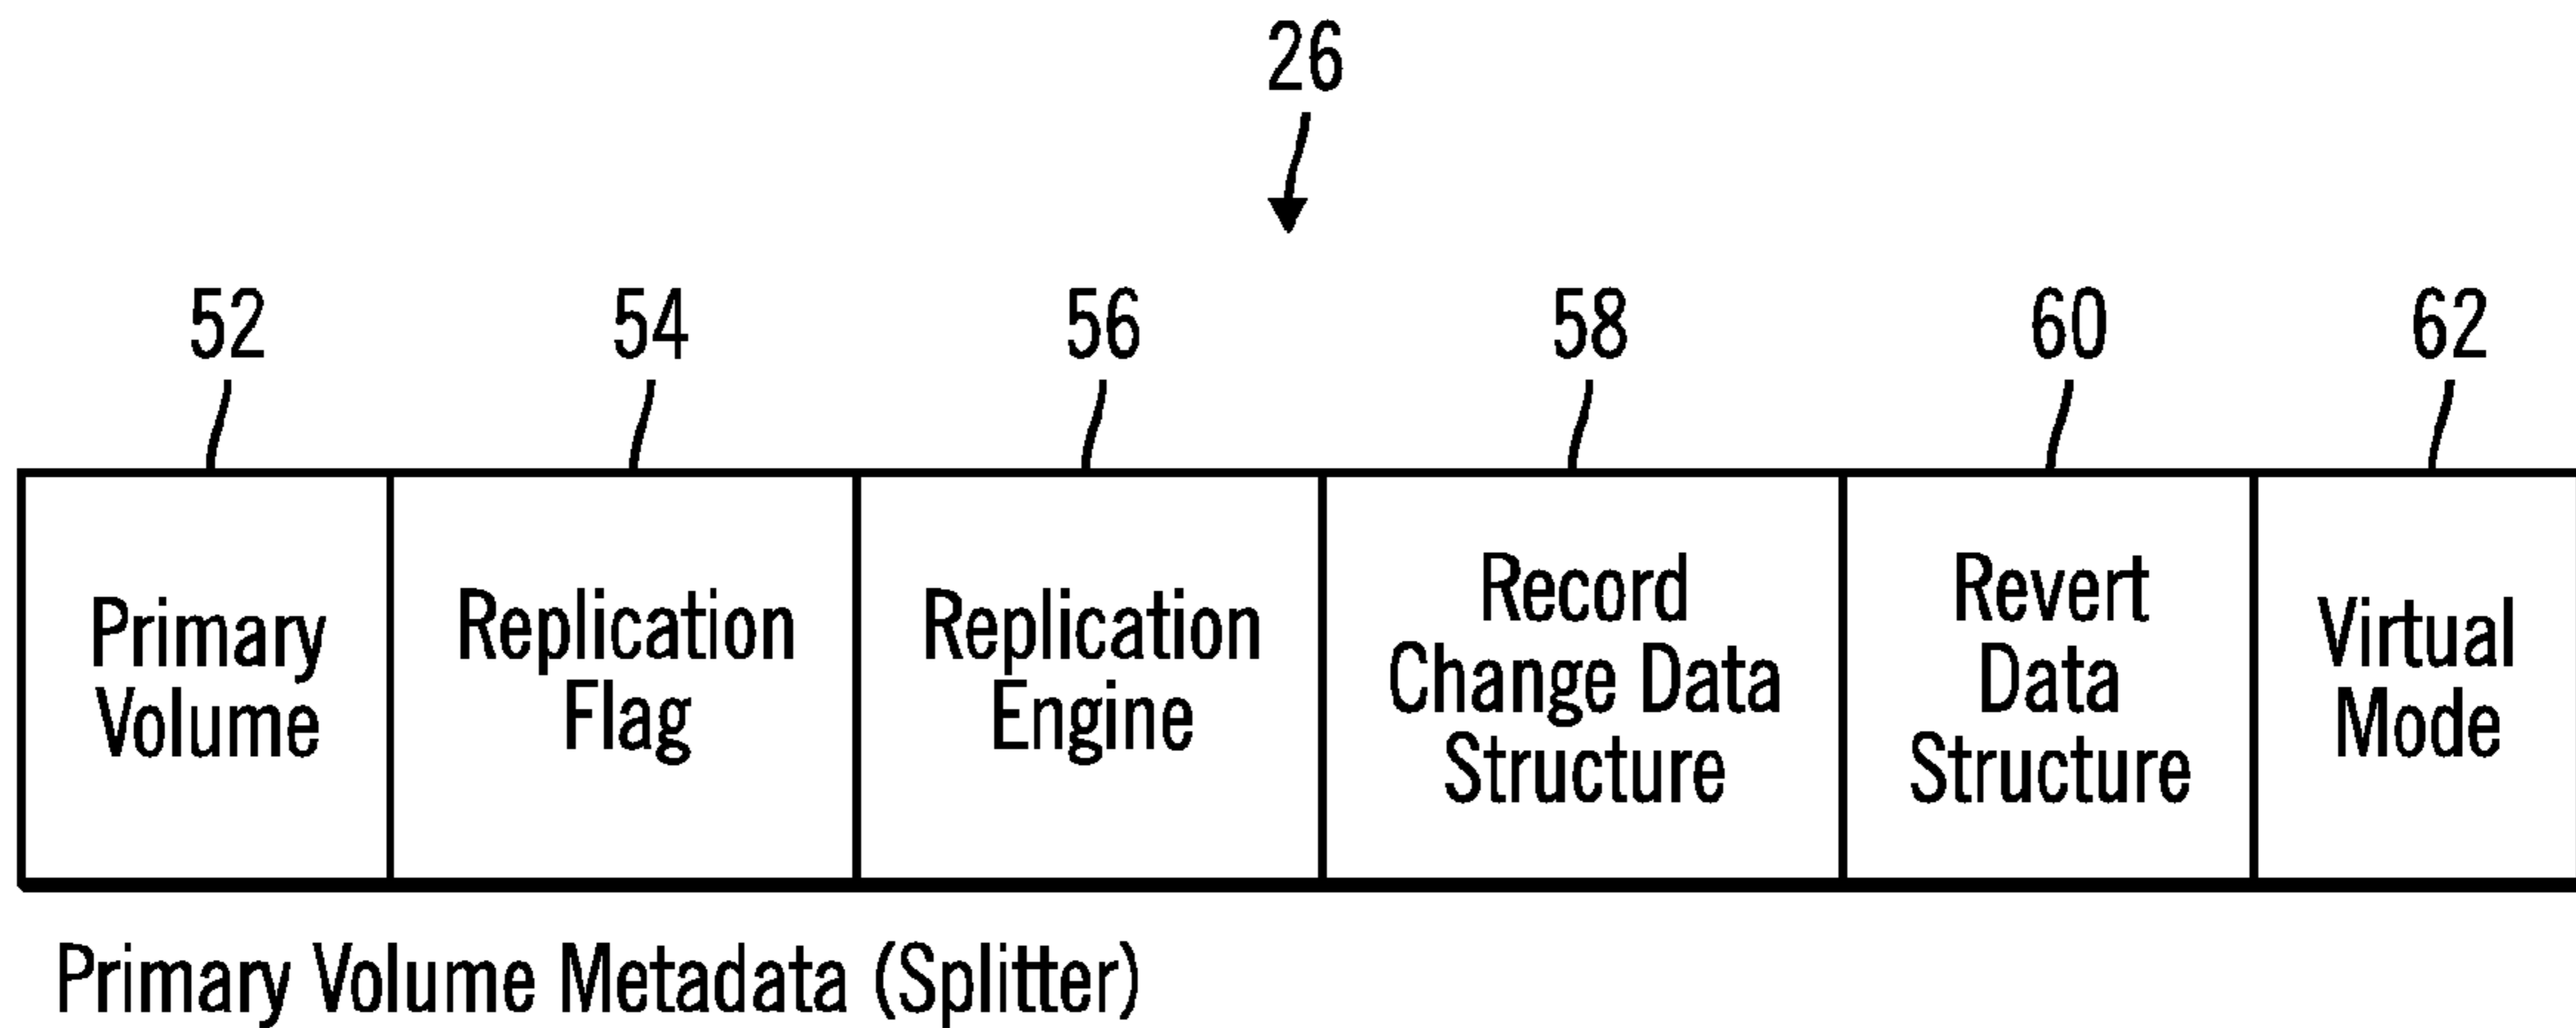 26
52
54
56
58
60
62
Primary
Volume
Replication
Flag
Replication
Engine
Record
Change Data
Structure
Revert
Data
Structure
Virtual
Mode
Primary Volume Metadata (Splitter)